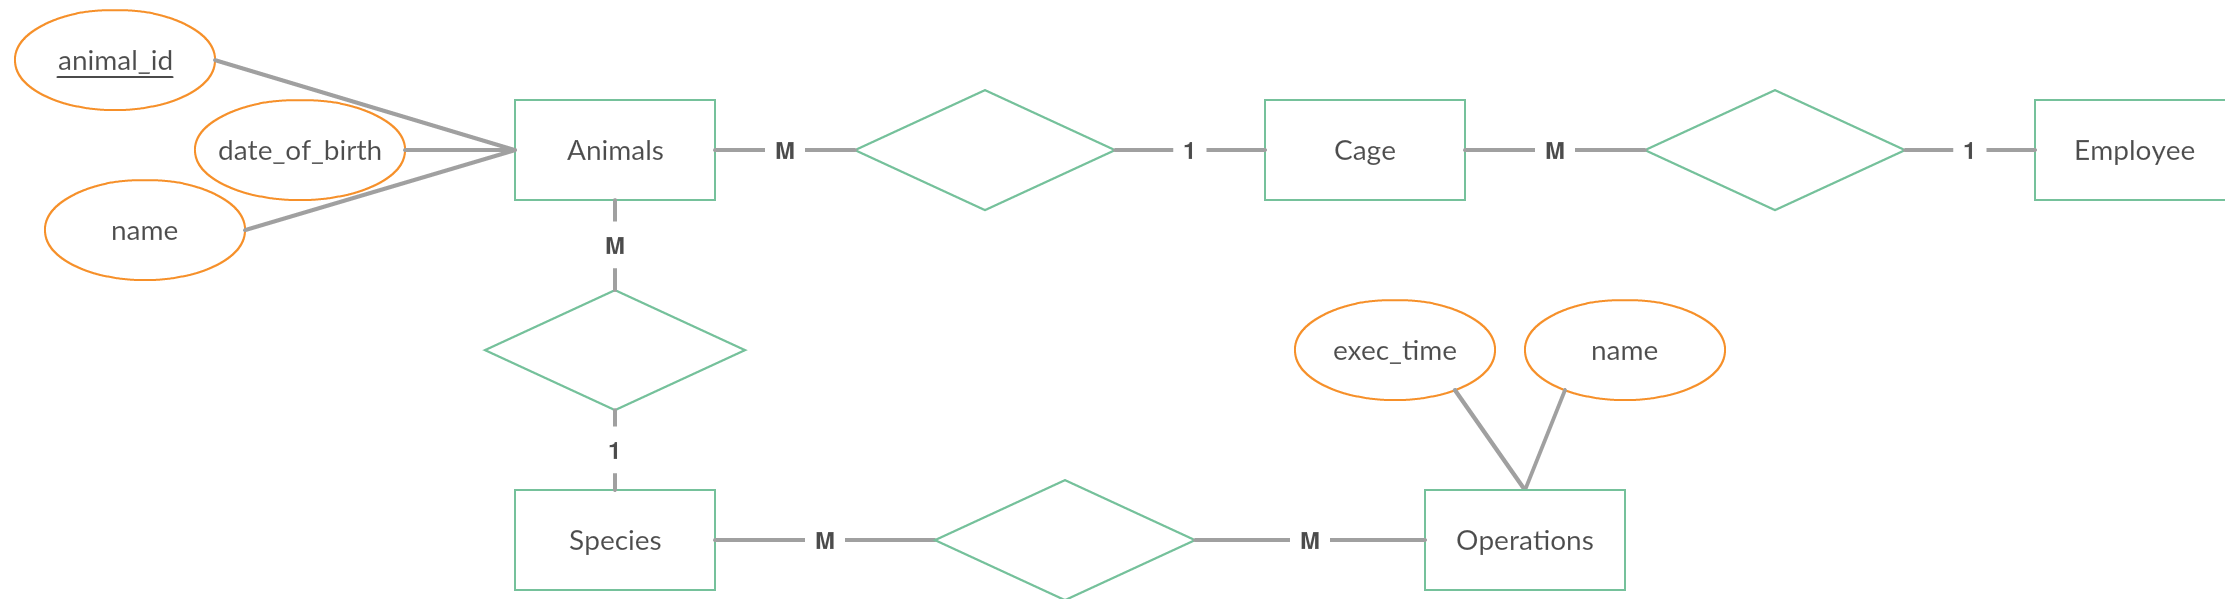 animal_id
date_of_birth
name
Animals
M
1
Cage
M
1
Employee
M
1
exec_time
name
Species
M
M
Operations